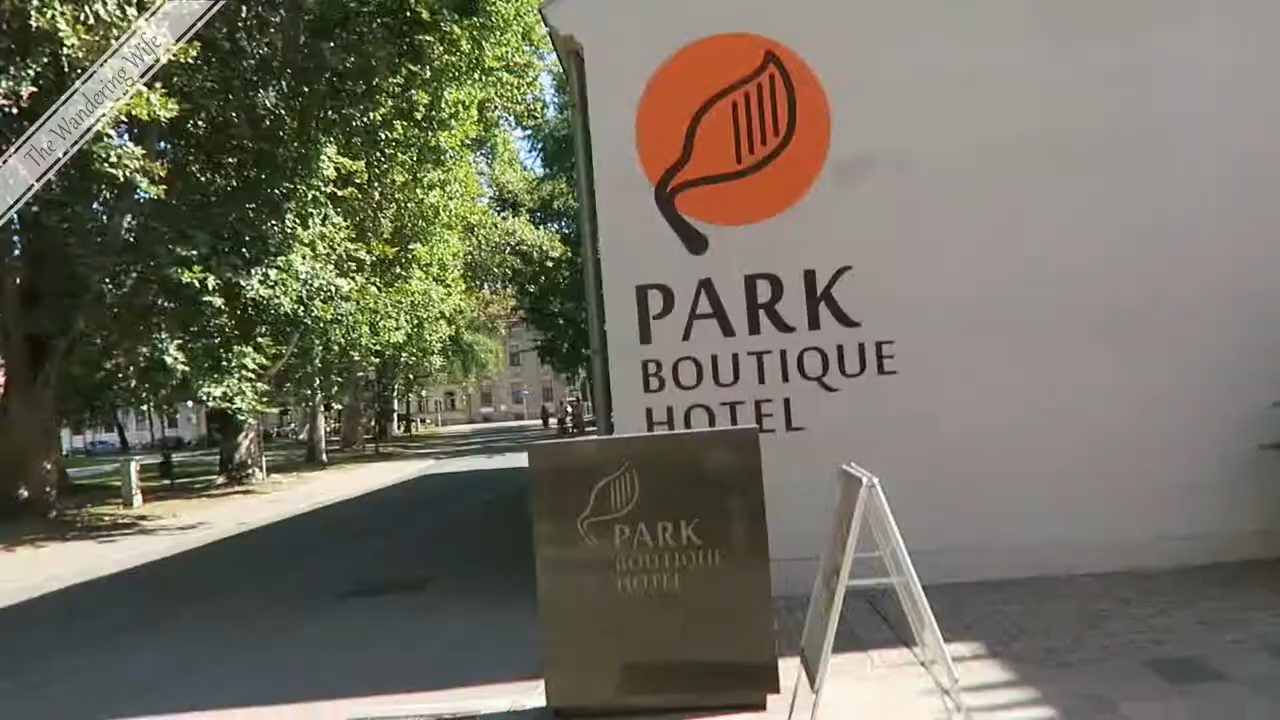 The Wandering Wife
PARK
BOUTIQUE
HOTEL
PARK
BOUTIQUE
HOTEL